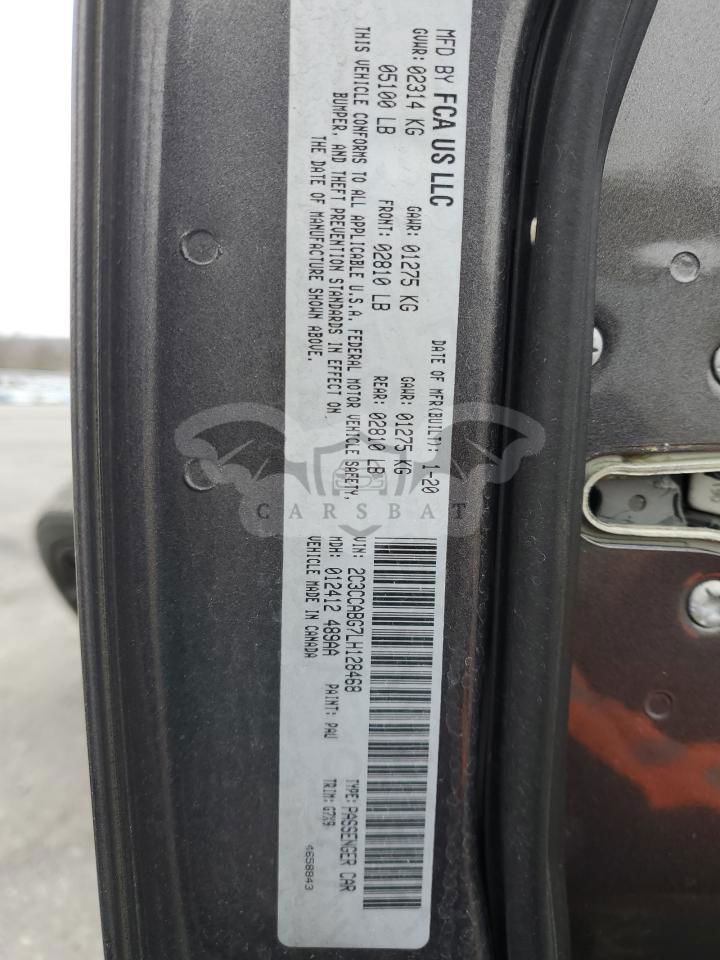 MFD BY FCA US LLC
DATE OF MFR(BUILT): 1-20
GVWR: 02314 KG
GAWR: 01275 KG
GAWR: 01275 KG
05100 LB
FRONT: 02810 LB
REAR: 02810 LB
THIS VEHICLE CONFORMS TO ALL APPLICABLE U.S.A. FEDERAL MOTOR VEHICLE SAFETY,
BUMPER, AND THEFT PREVENTION STANDARDS IN EFFECT ON
THE DATE OF MANUFACTURE SHOWN ABOVE.
VIN: 2C3CCABG7LH128468
TYPE: PASSENGER CAR
MDH: 012412 489AA
PAINT: PAU
TRIM: G7X9
VEHICLE MADE IN CANADA
4658843
CARSBAT